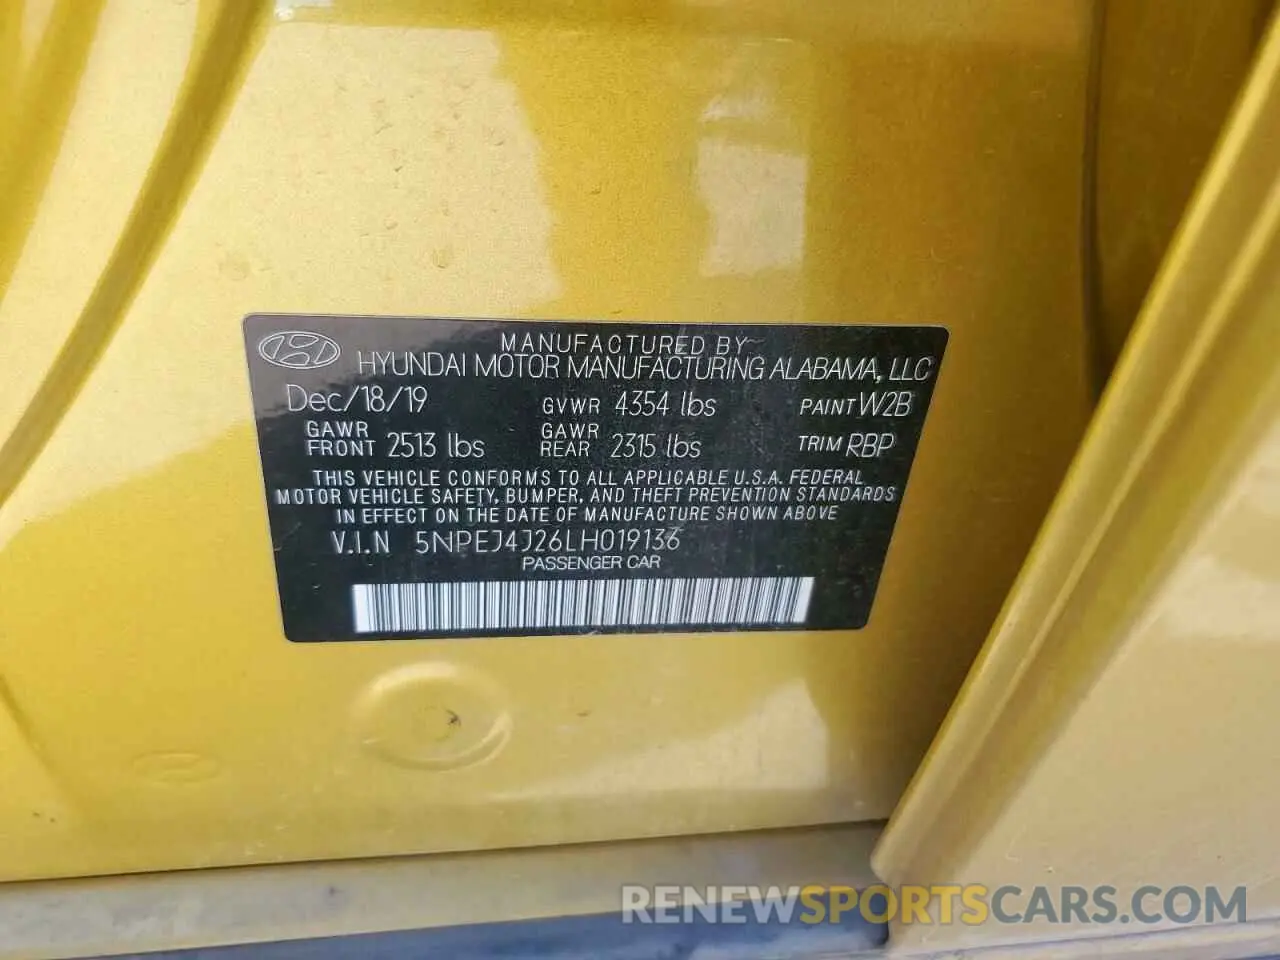 MANUFACTURED BY
HYUNDAI MOTOR MANUFACTURING ALABAMA, LLC
Dec/18/19 GVWR 4354 lbs PAINT W2B
GAWR FRONT 2513 lbs GAWR REAR 2315 lbs TRIM RBP
THIS VEHICLE CONFORMS TO ALL APPLICABLE U.S.A. FEDERAL
MOTOR VEHICLE SAFETY, BUMPER, AND THEFT PREVENTION STANDARDS
IN EFFECT ON THE DATE OF MANUFACTURE SHOWN ABOVE
V.I.N 5NPEJ4J26LH019136
PASSENGER CAR
RENEWSPORTSCARS.COM